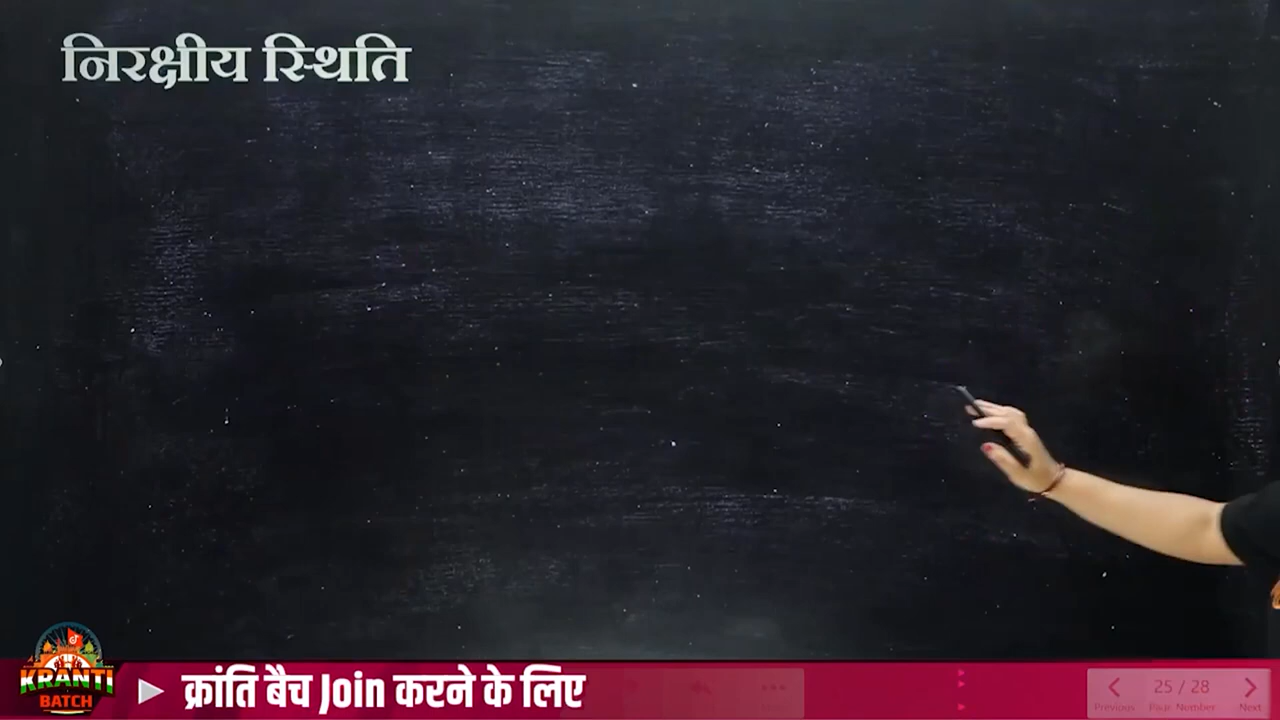 निरक्षीय स्थिति
KRANTI
BATCH
क्रांति बैच Join करने के लिए
25 / 28
Previous Page Number Next